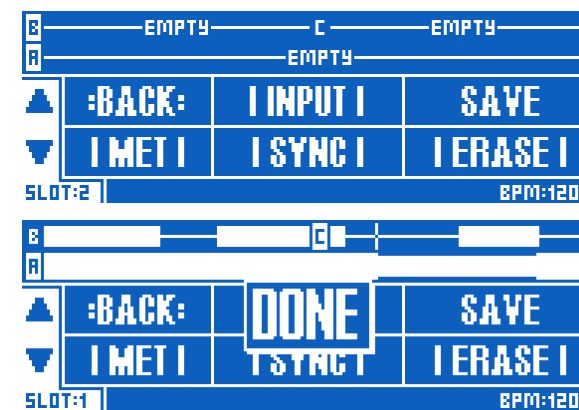 B EMPTY C EMPTY
A EMPTY
:BACK: | INPUT | SAVE
| MET | | SYNC | | ERASE |
SLOT:2 BPM:120
B C
A
:BACK: DONE SAVE
| MET | | SYNC | | ERASE |
SLOT:1 BPM:120